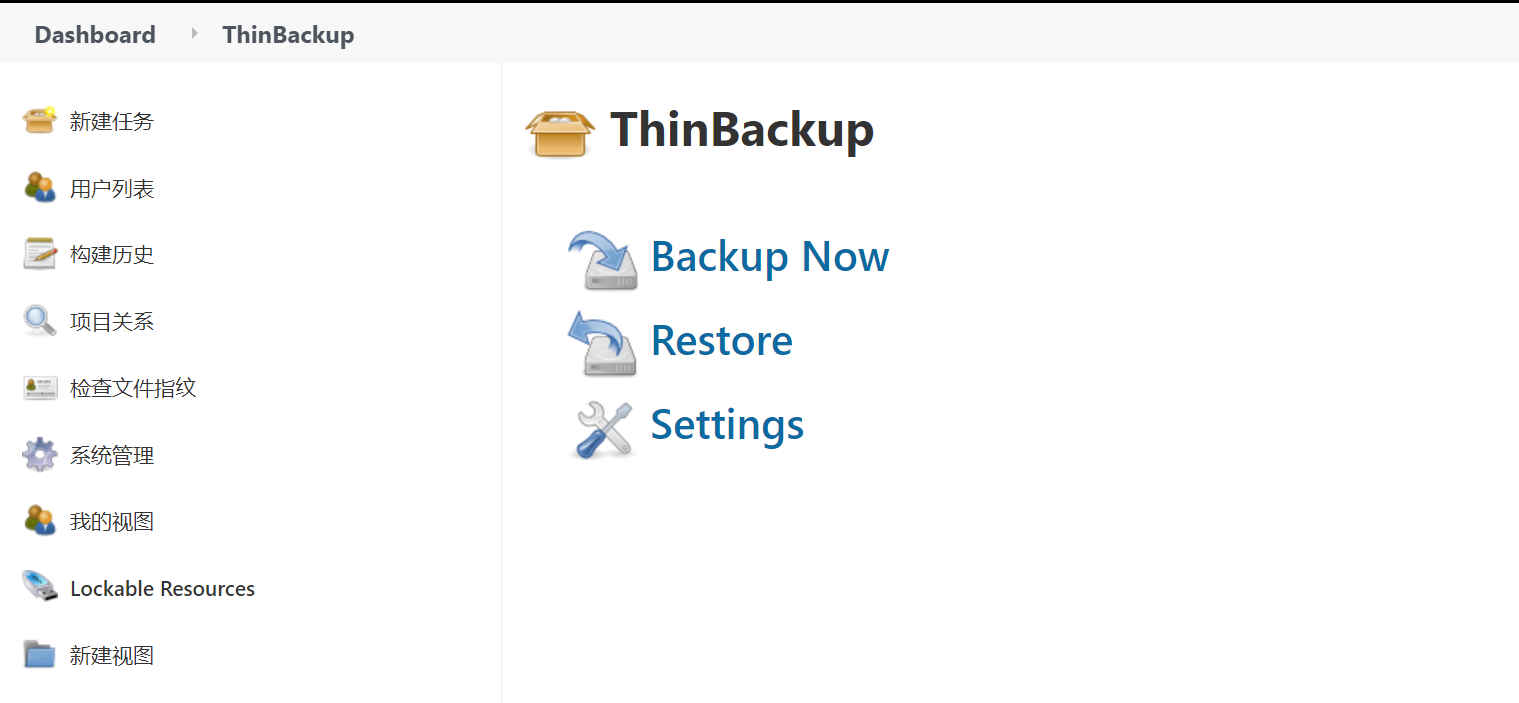 Dashboard ThinBackup
新建任务
用户列表
构建历史
项目关系
检查文件指纹
系统管理
我的视图
Lockable Resources
新建视图
ThinBackup
Backup Now
Restore
Settings